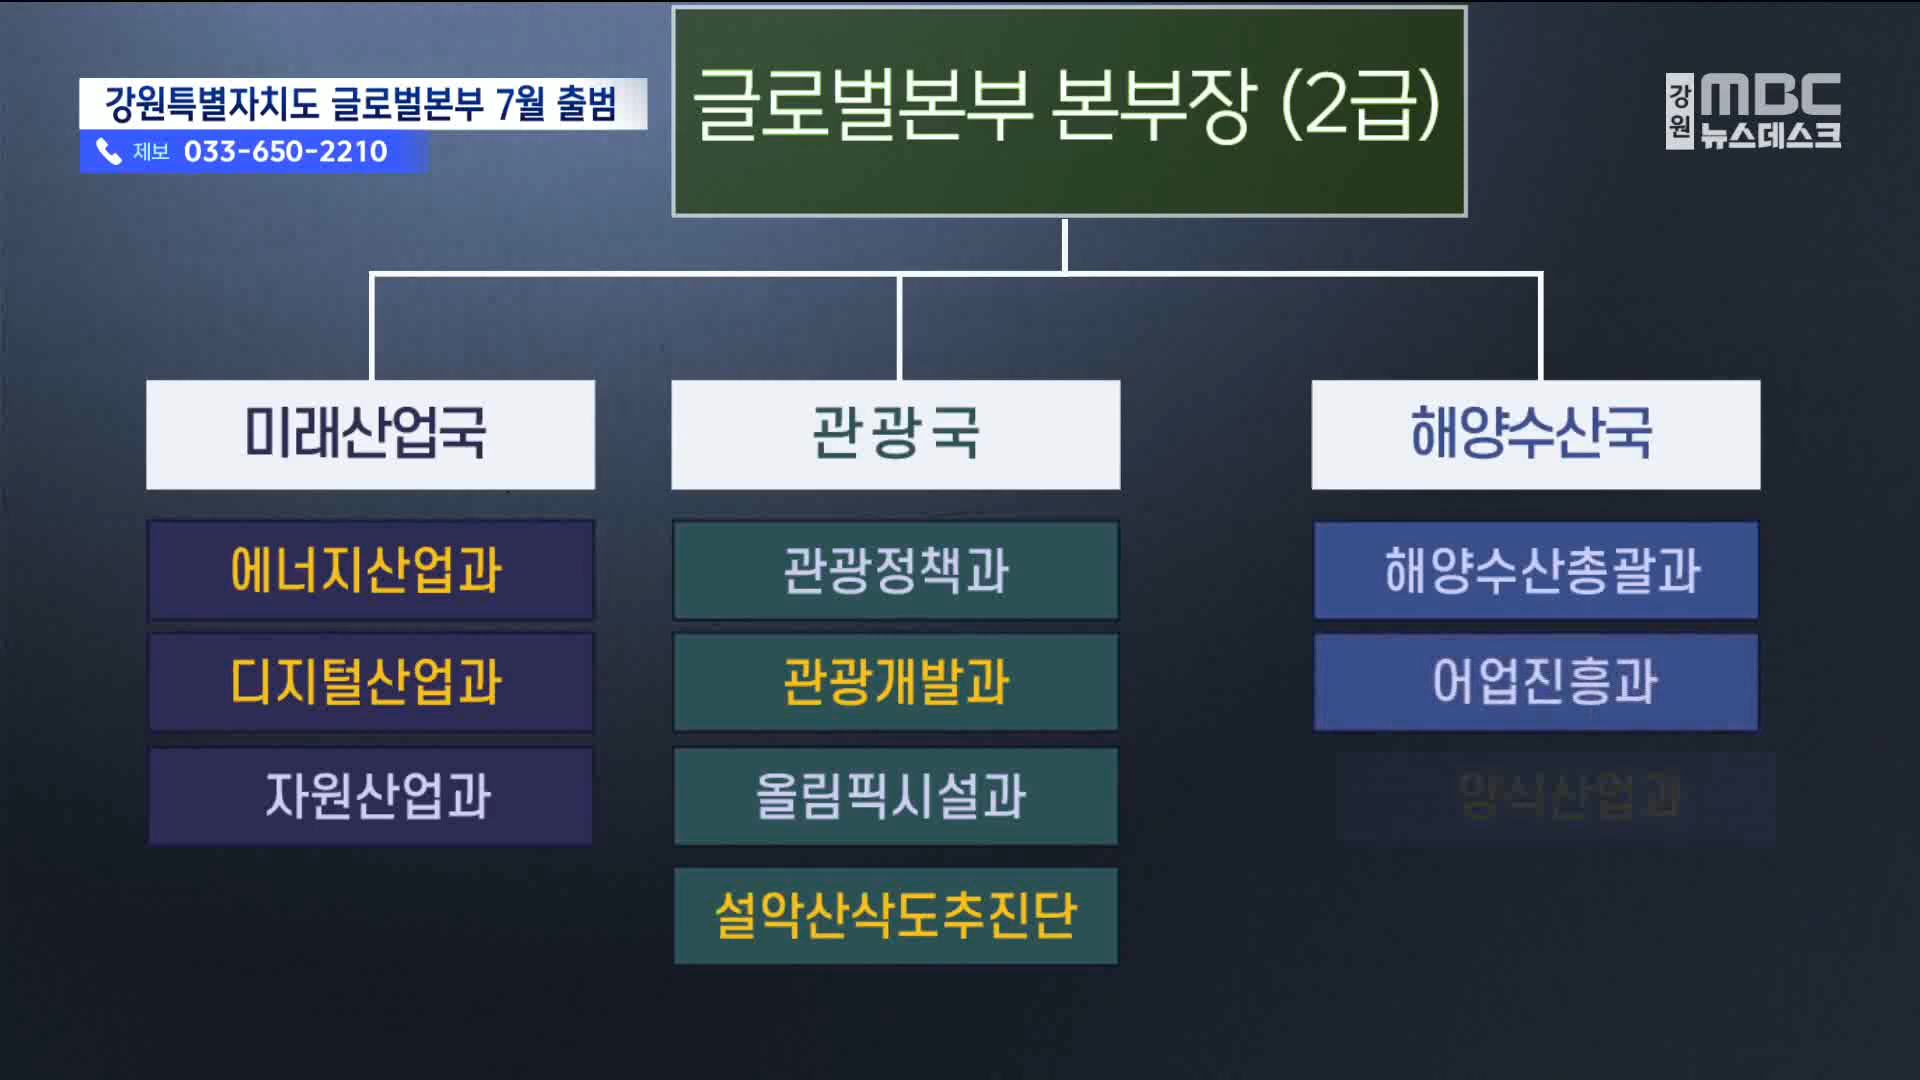 강원특별자치도 글로벌본부 7월 출범
제보 033-650-2210
강원 MBC 뉴스데스크
글로벌본부 본부장 (2급)
미래산업국
에너지산업과
디지털산업과
자원산업과
관광국
관광정책과
관광개발과
올림픽시설과
설악산삭도추진단
해양수산국
해양수산총괄과
어업진흥과
양식산업과